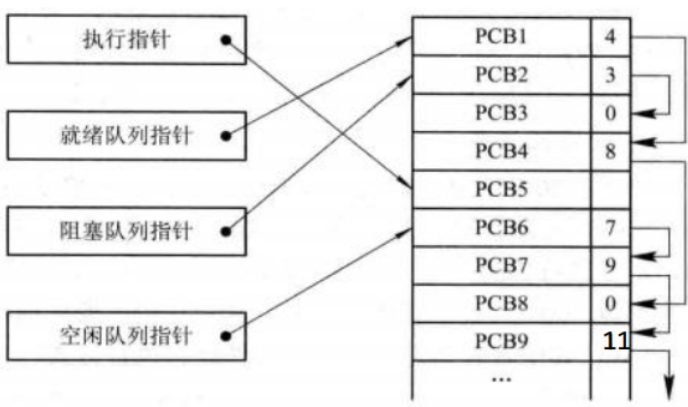 执行指针
就绪队列指针
阻塞队列指针
空闲队列指针
PCB1 4
PCB2 3
PCB3 0
PCB4 8
PCB5
PCB6 7
PCB7 9
PCB8 0
PCB9 11
...